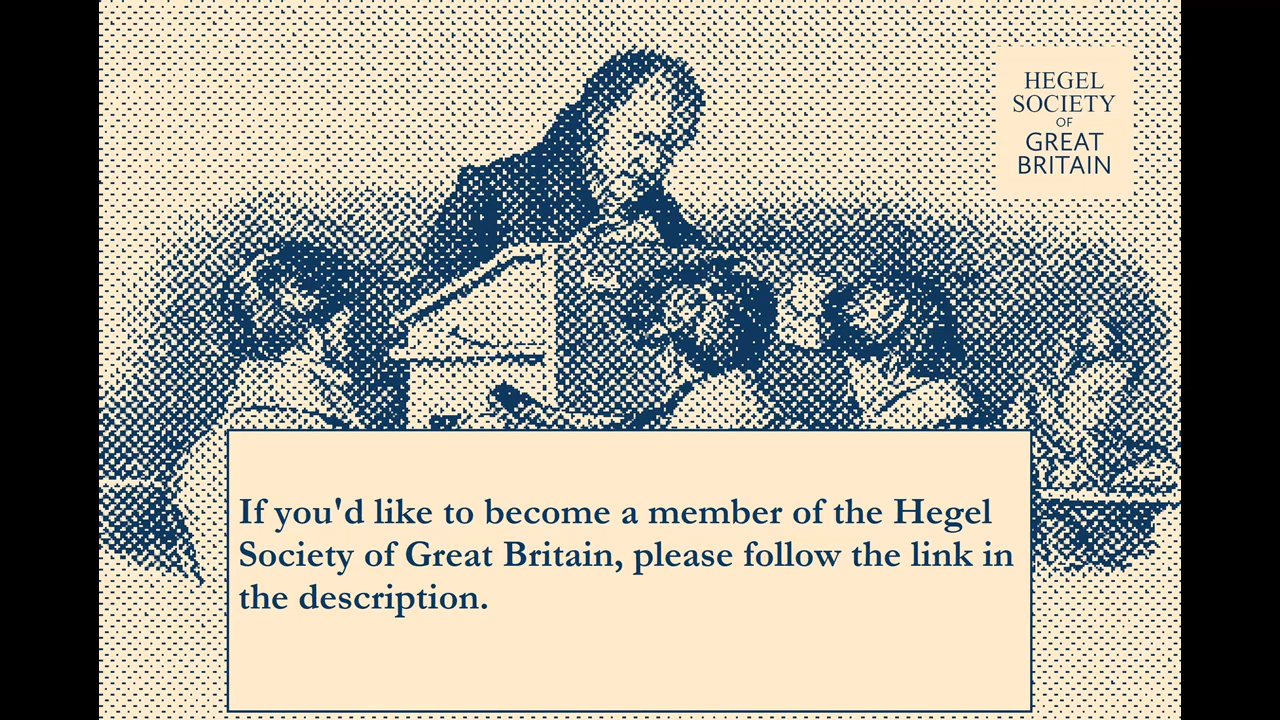 HEGEL
SOCIETY
OF
GREAT
BRITAIN
If you'd like to become a member of the Hegel
Society of Great Britain, please follow the link in
the description.